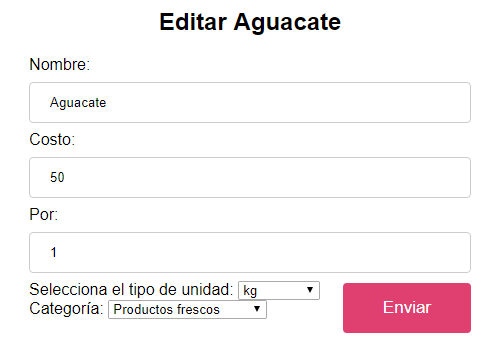 Editar Aguacate
Nombre:
Aguacate
Costo:
50
Por:
1
Selecciona el tipo de unidad: kg
Categoría: Productos frescos
Enviar